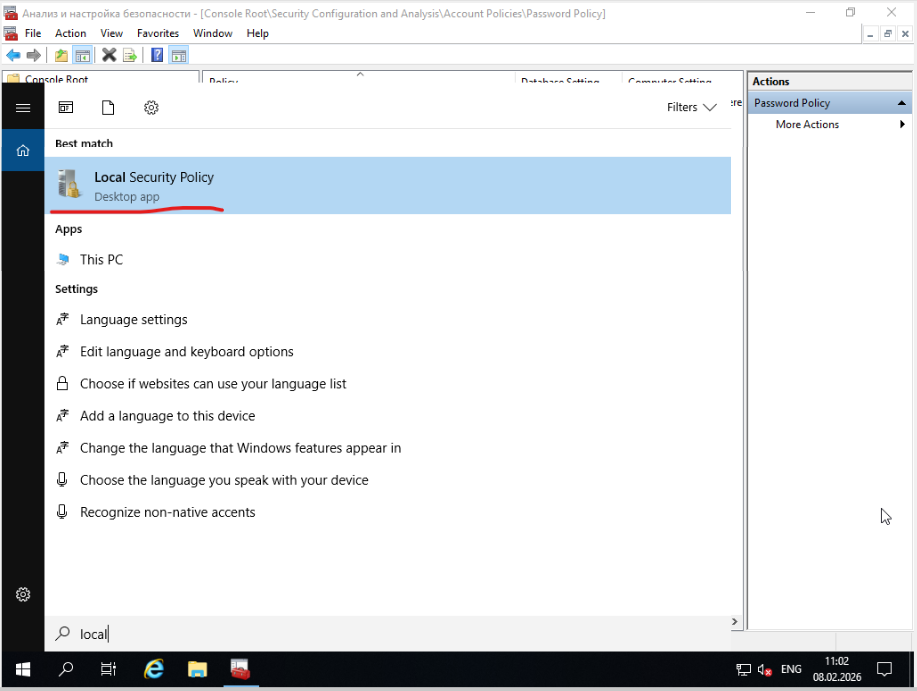 Анализ и настройка безопасности - [Console Root\Security Configuration and Analysis\Account Policies\Password Policy]
File Action View Favorites Window Help
Console Root
Policy
Database Setting
Computer Setting
Actions
Password Policy
More Actions
Filters
Best match
Local Security Policy
Desktop app
Apps
This PC
Settings
Language settings
Edit language and keyboard options
Choose if websites can use your language list
Add a language to this device
Change the language that Windows features appear in
Choose the language you speak with your device
Recognize non-native accents
local
ENG
11:02
08.02.2026